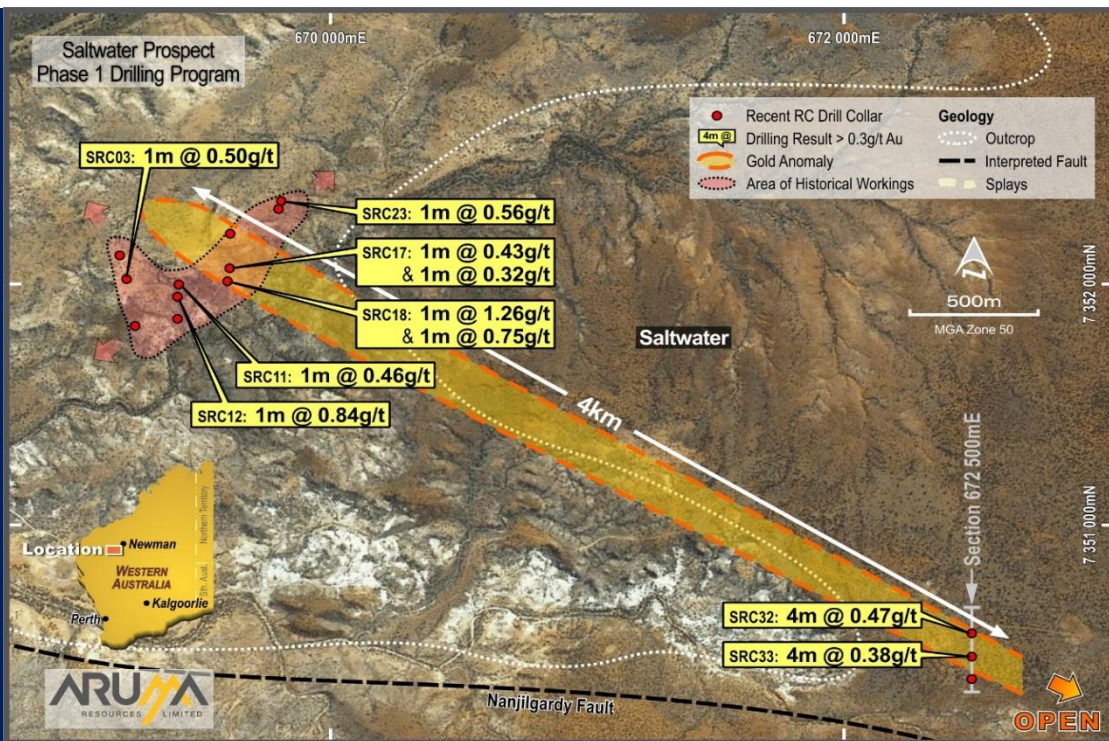 Saltwater Prospect
Phase 1 Drilling Program
670 000mE
672 000mE
Recent RC Drill Collar
4m @
Drilling Result > 0.3g/t Au
Gold Anomaly
Area of Historical Workings
Geology
Outcrop
Interpreted Fault
Splays
SRC03: 1m @ 0.50g/t
SRC23: 1m @ 0.56g/t
SRC17: 1m @ 0.43g/t
& 1m @ 0.32g/t
SRC18: 1m @ 1.26g/t
& 1m @ 0.75g/t
SRC11: 1m @ 0.46g/t
SRC12: 1m @ 0.84g/t
500m
MGA Zone 50
7 352 000mN
Saltwater
4km
Section 672 500mE
7 351 000mN
Location
Newman
WESTERN
AUSTRALIA
Kalgoorlie
Perth
Northern Territory
Sth. Aust.
SRC32: 4m @ 0.47g/t
SRC33: 4m @ 0.38g/t
ARUMA
RESOURCES LIMITED
Nanjilgardy Fault
OPEN